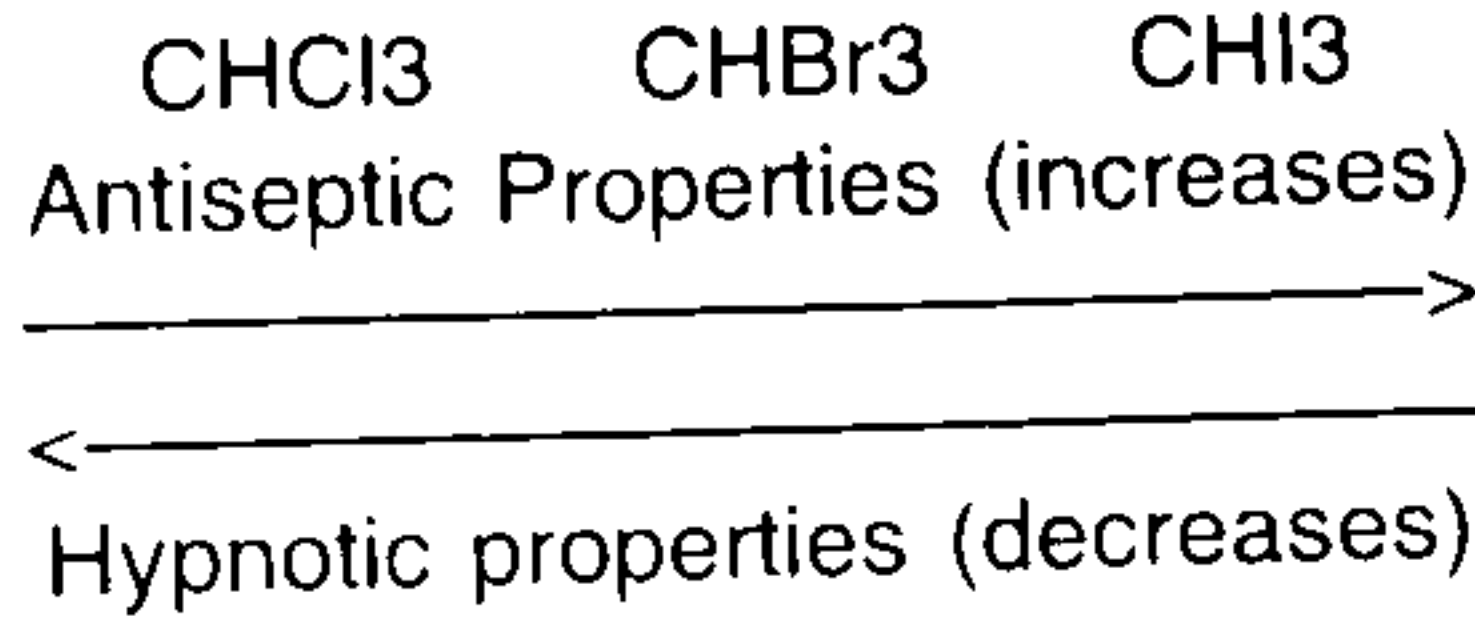 CHCl3 CHBr3 CHI3
Antiseptic Properties (increases)
Hypnotic properties (decreases)